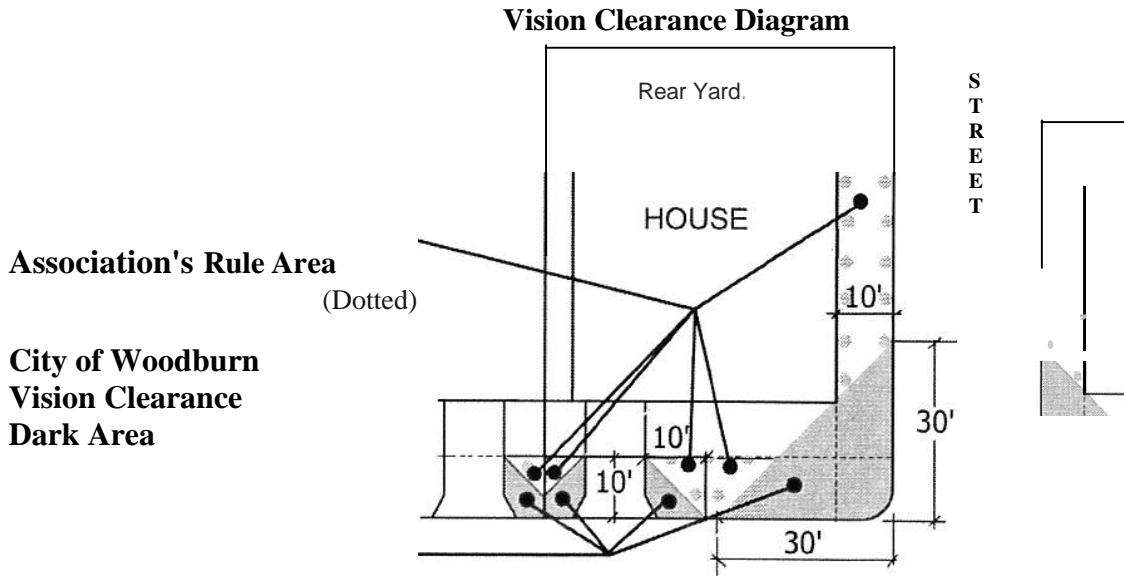 Vision Clearance Diagram
Rear Yard.
S
T
R
E
E
T
HOUSE
Association's Rule Area
(Dotted)
10'
City of Woodburn
Vision Clearance
Dark Area
30'
10'
10'
30'